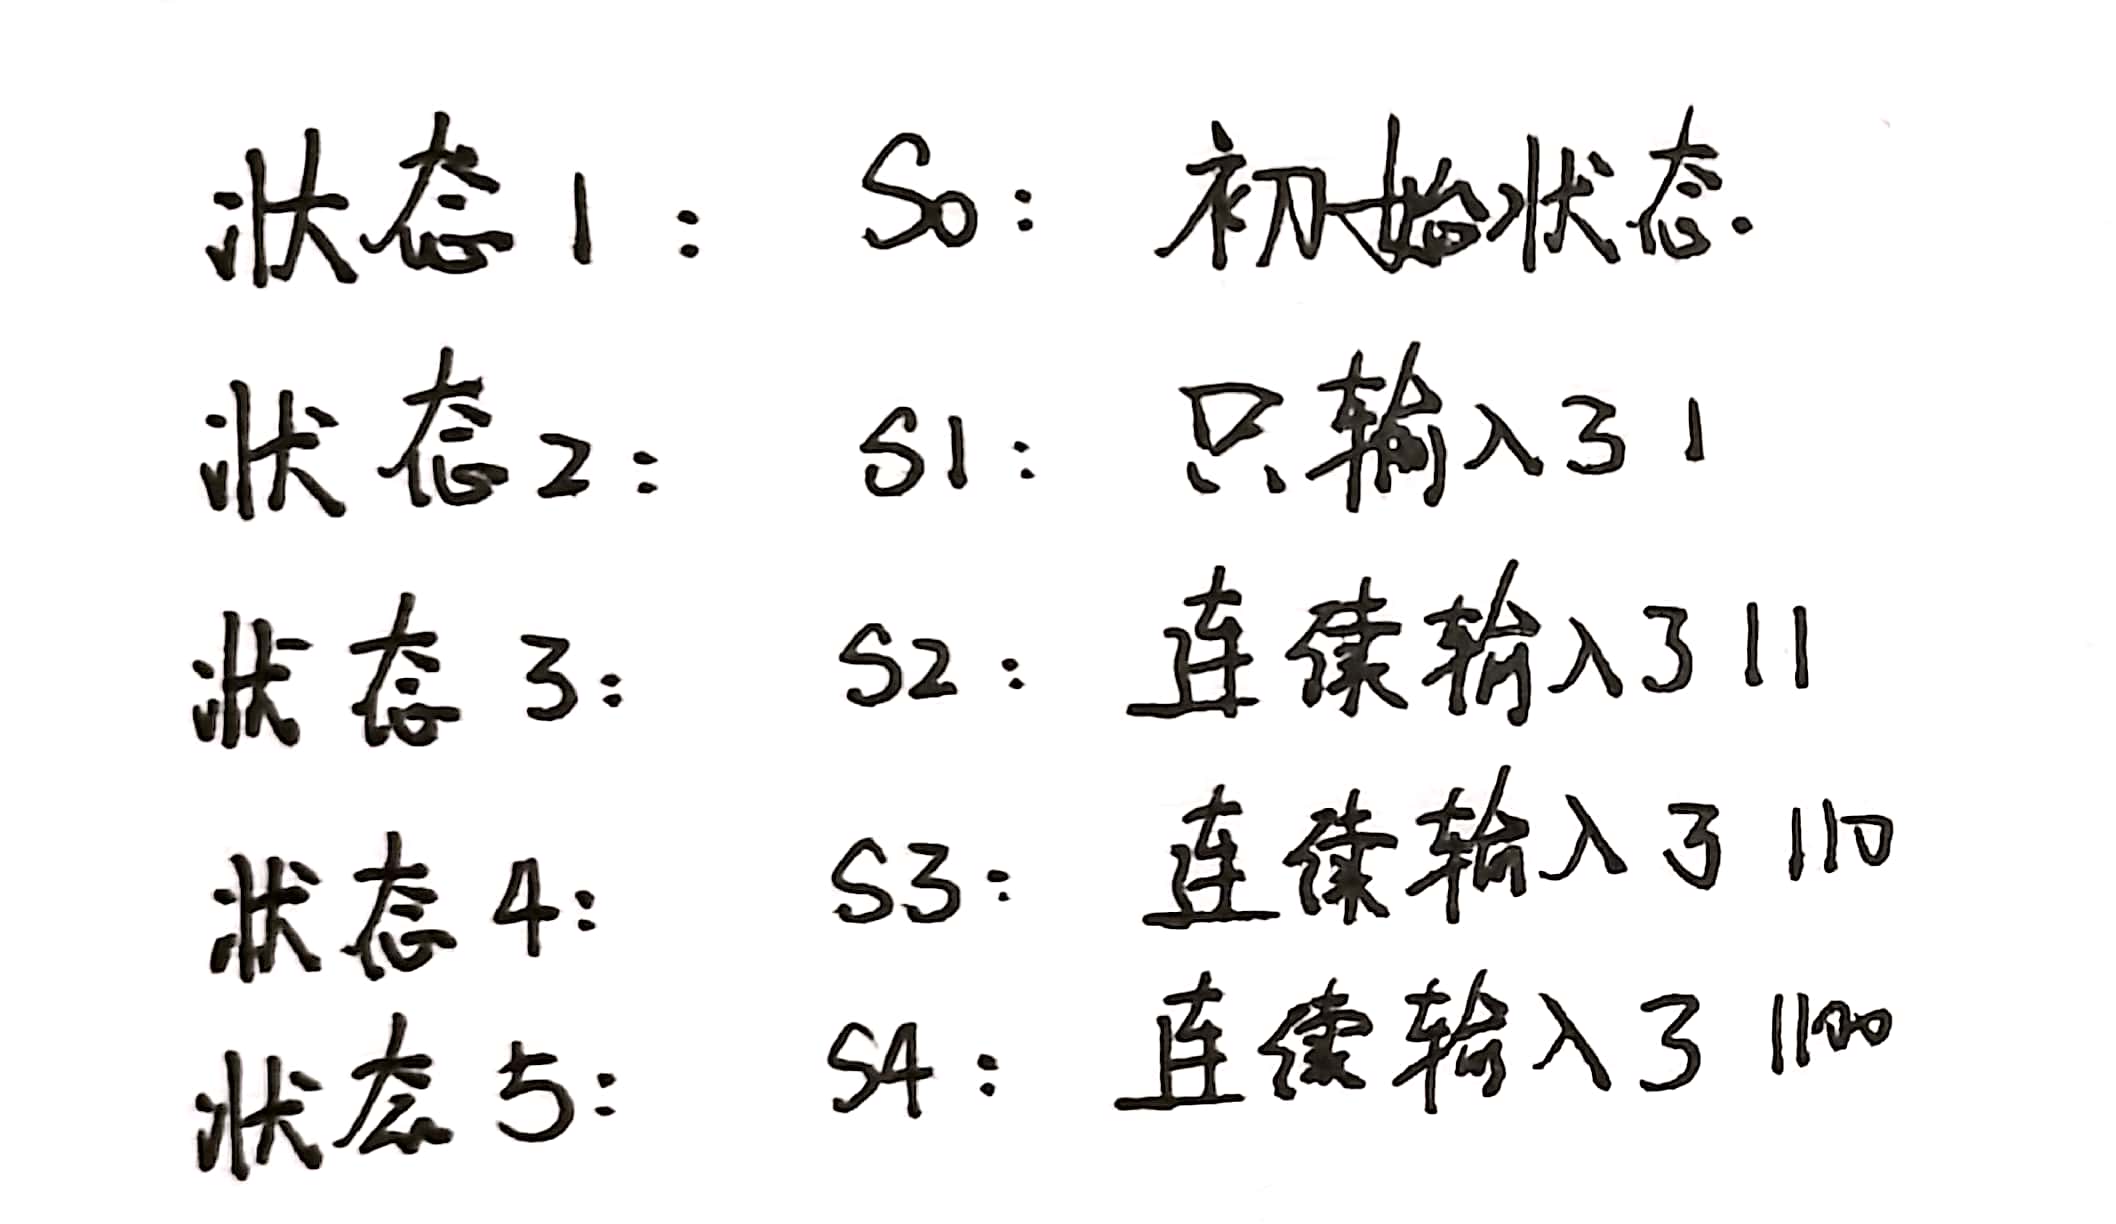 状态1： S0： 初始状态.
状态2： S1： 只输入了1
状态3： S2： 连续输入了11
状态4： S3： 连续输入了110
状态5： S4： 连续输入了1100